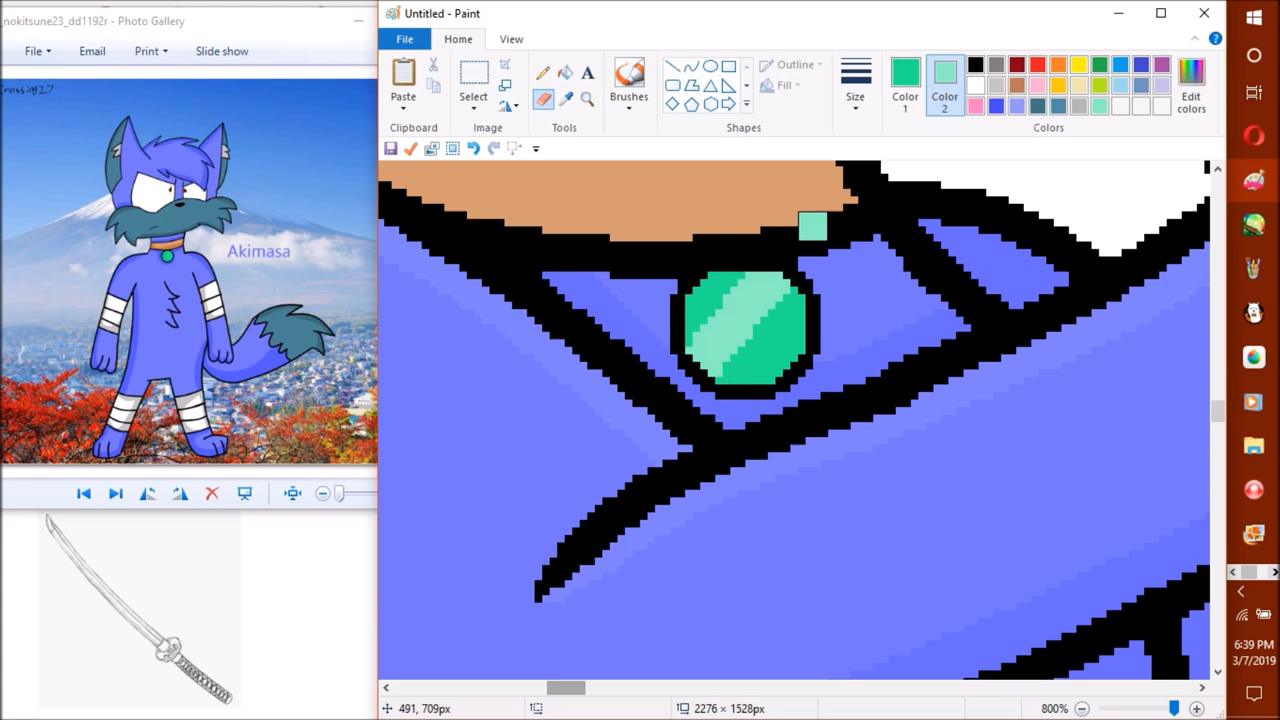 _nokitsune23_dd1192r - Photo Gallery
File Email Print Slide show
Crossing27
Akimasa
Untitled - Paint
File Home View
Paste
Select
Brushes
Outline
Fill
Size
Color
1
Color
2
Edit
colors
Clipboard Image Tools Shapes Colors
491, 709px
2276 × 1528px
800%
6:39 PM
3/7/2019